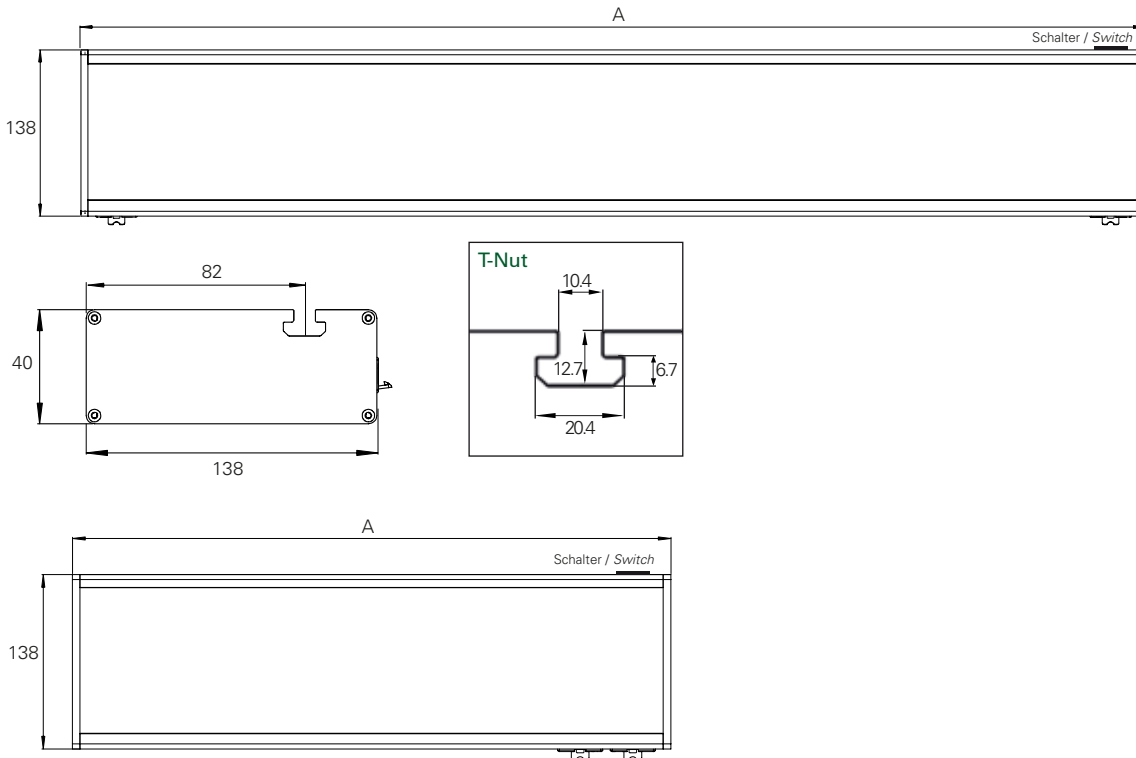 A
Schalter / Switch
138
82
40
138
T-Nut
10.4
12.7
6.7
20.4
A
Schalter / Switch
138